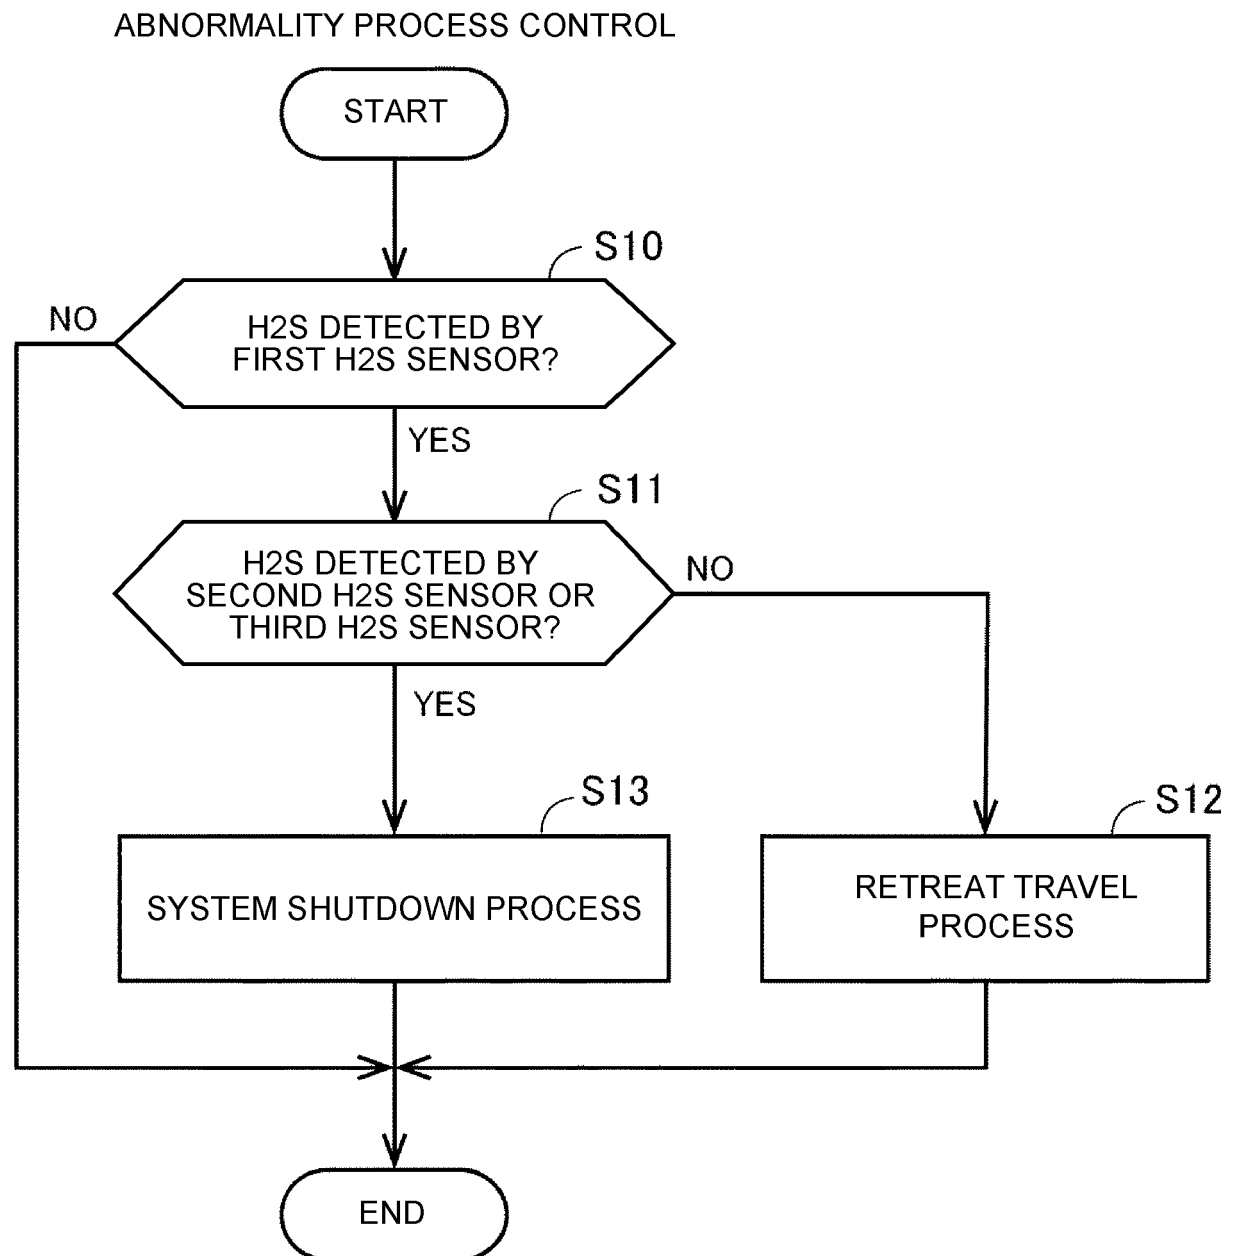 ABNORMALITY PROCESS CONTROL
START
S10
NO
H2S DETECTED BY
FIRST H2S SENSOR?
YES
S11
H2S DETECTED BY
SECOND H2S SENSOR OR
THIRD H2S SENSOR?
NO
YES
S13
SYSTEM SHUTDOWN PROCESS
S12
RETREAT TRAVEL
PROCESS
END